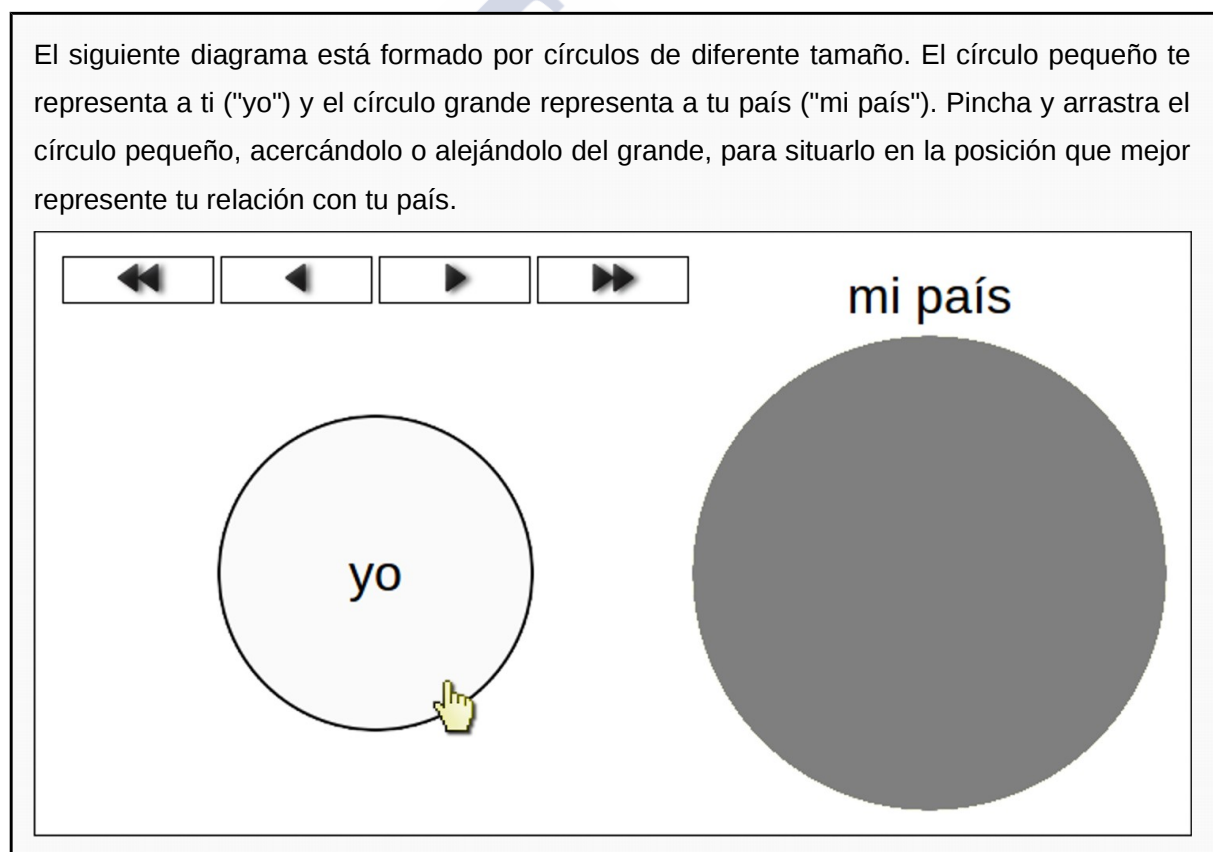 El siguiente diagrama está formado por círculos de diferente tamaño. El círculo pequeño te
representa a ti ("yo") y el círculo grande representa a tu país ("mi país"). Pincha y arrastra el
círculo pequeño, acercándolo o alejándolo del grande, para situarlo en la posición que mejor
represente tu relación con tu país.
mi país
yo